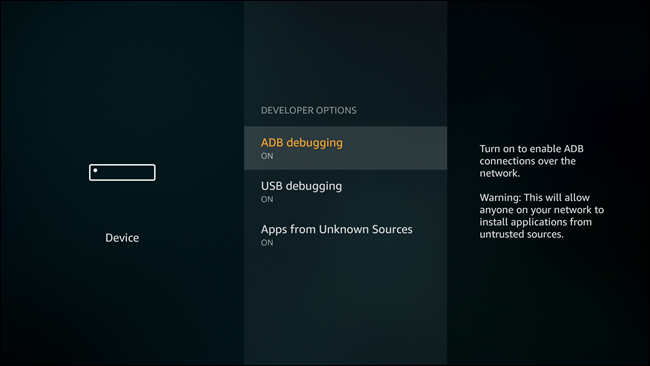 Device
DEVELOPER OPTIONS
ADB debugging
ON
USB debugging
ON
Apps from Unknown Sources
ON
Turn on to enable ADB
connections over the
network.
Warning: This will allow
anyone on your network to
install applications from
untrusted sources.